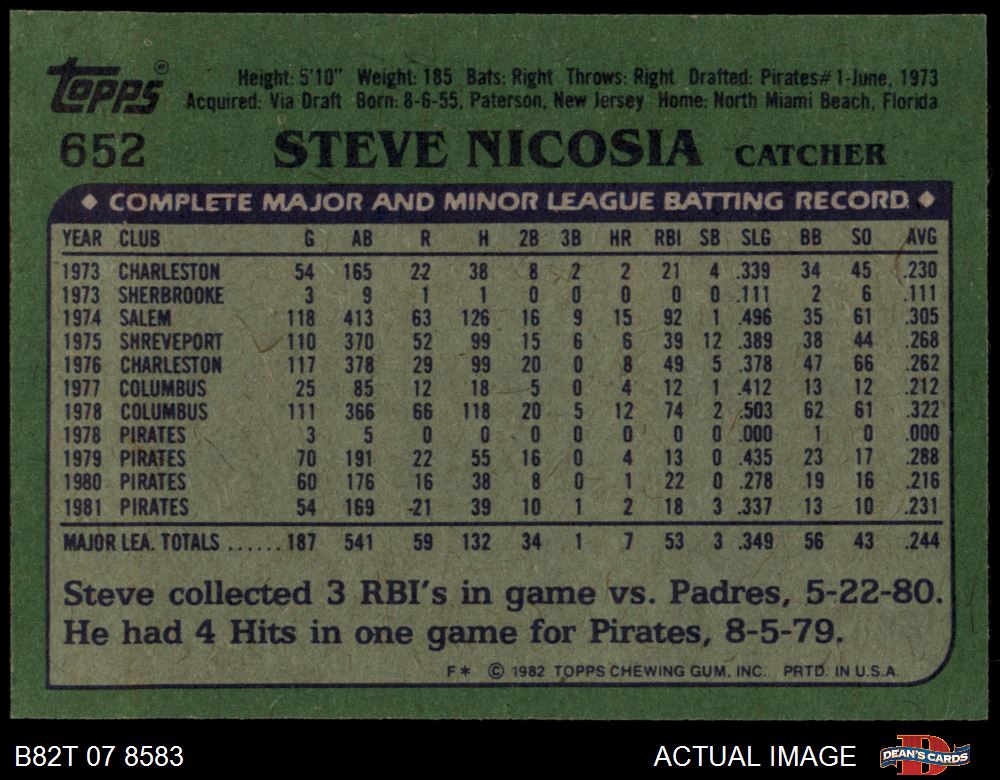 Topps®
Height: 5'10" Weight: 185 Bats: Right Throws: Right Drafted: Pirates#1-June, 1973
Acquired: Via Draft Born: 8-6-55, Paterson, New Jersey Home: North Miami Beach, Florida
652 STEVE NICOSIA CATCHER
◆ COMPLETE MAJOR AND MINOR LEAGUE BATTING RECORD ◆
YEAR CLUB G AB R H 2B 3B HR RBI SB SLG BB SO AVG
1973 CHARLESTON 54 165 22 38 8 2 2 21 4 .339 34 45 .230
1973 SHERBROOKE 3 9 1 1 0 0 0 0 0 .111 2 6 .111
1974 SALEM 118 413 63 126 16 9 15 92 1 .496 35 61 .305
1975 SHREVEPORT 110 370 52 99 15 6 6 39 12 .389 38 44 .268
1976 CHARLESTON 117 378 29 99 20 0 8 49 5 .378 47 66 .262
1977 COLUMBUS 25 85 12 18 5 0 4 12 1 .412 13 12 .212
1978 COLUMBUS 111 366 66 118 20 5 12 74 2 .503 62 61 .322
1978 PIRATES 3 5 0 0 0 0 0 0 0 .000 1 0 .000
1979 PIRATES 70 191 22 55 16 0 4 13 0 .435 23 17 .288
1980 PIRATES 60 176 16 38 8 0 1 22 0 .278 19 16 .216
1981 PIRATES 54 169 21 39 10 1 2 18 3 .337 13 10 .231
MAJOR LEA. TOTALS ...... 187 541 59 132 34 1 7 53 3 .349 56 43 .244
Steve collected 3 RBI's in game vs. Padres, 5-22-80.
He had 4 Hits in one game for Pirates, 8-5-79.
F* © 1982 TOPPS CHEWING GUM, INC. PRTD. IN U.S.A.
B82T 07 8583 ACTUAL IMAGE DEAN'S CARDS